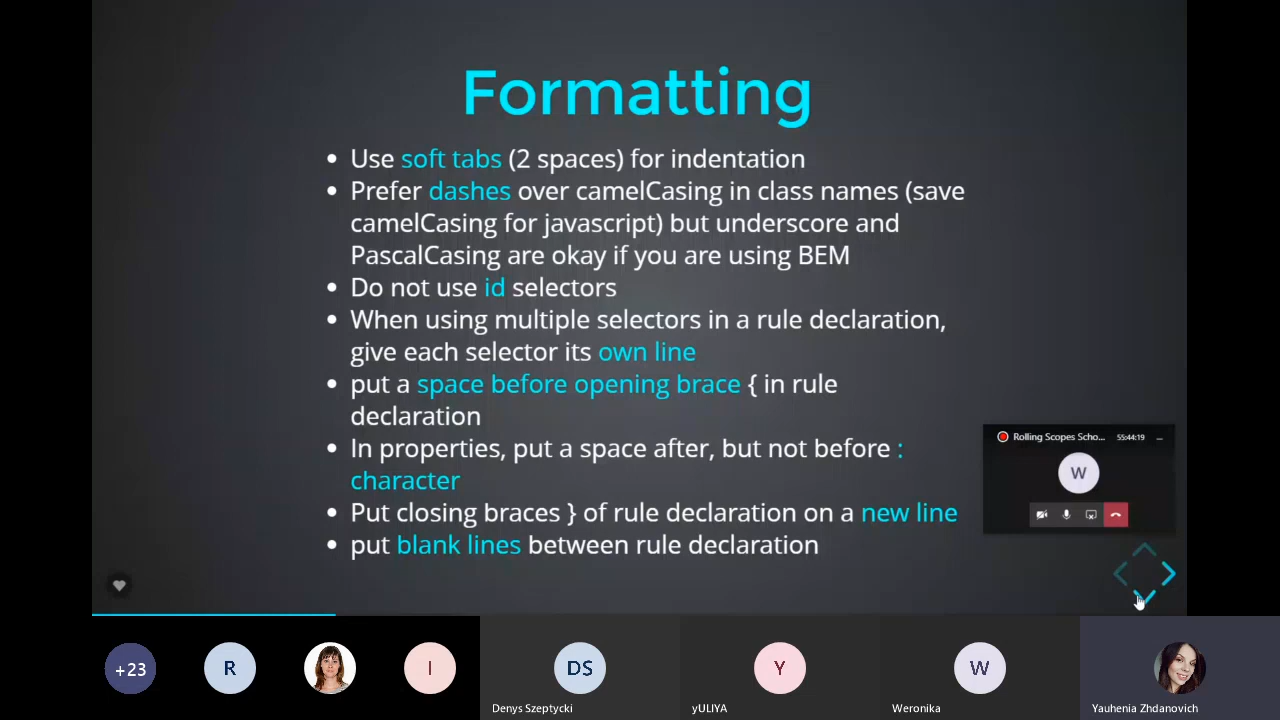 Formatting
Use soft tabs (2 spaces) for indentation
Prefer dashes over camelCasing in class names (save
camelCasing for javascript) but underscore and
PascalCasing are okay if you are using BEM
Do not use id selectors
When using multiple selectors in a rule declaration,
give each selector its own line
put a space before opening brace { in rule
declaration
In properties, put a space after, but not before :
character
Put closing braces } of rule declaration on a new line
put blank lines between rule declaration
Rolling Scopes Scho... 55:44:19
W
+23
R
I
DS
Y
W
Denys Szeptycki
yULIYA
Weronika
Yauhenia Zhdanovich